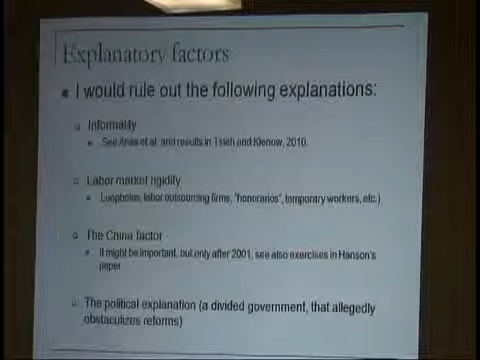 Explanatory factors
I would rule out the following explanations:
Informality
See Arias et al. and results in Tsieh and Klenow, 2010.
Labor market rigidity
Loopholes, labor outsourcing firms, "honorarios", temporary workers, etc.)
The China factor
It might be important, but only after 2001, see also exercises in Hanson's
paper
The political explanation (a divided government, that allegedly
obstaculizes reforms)